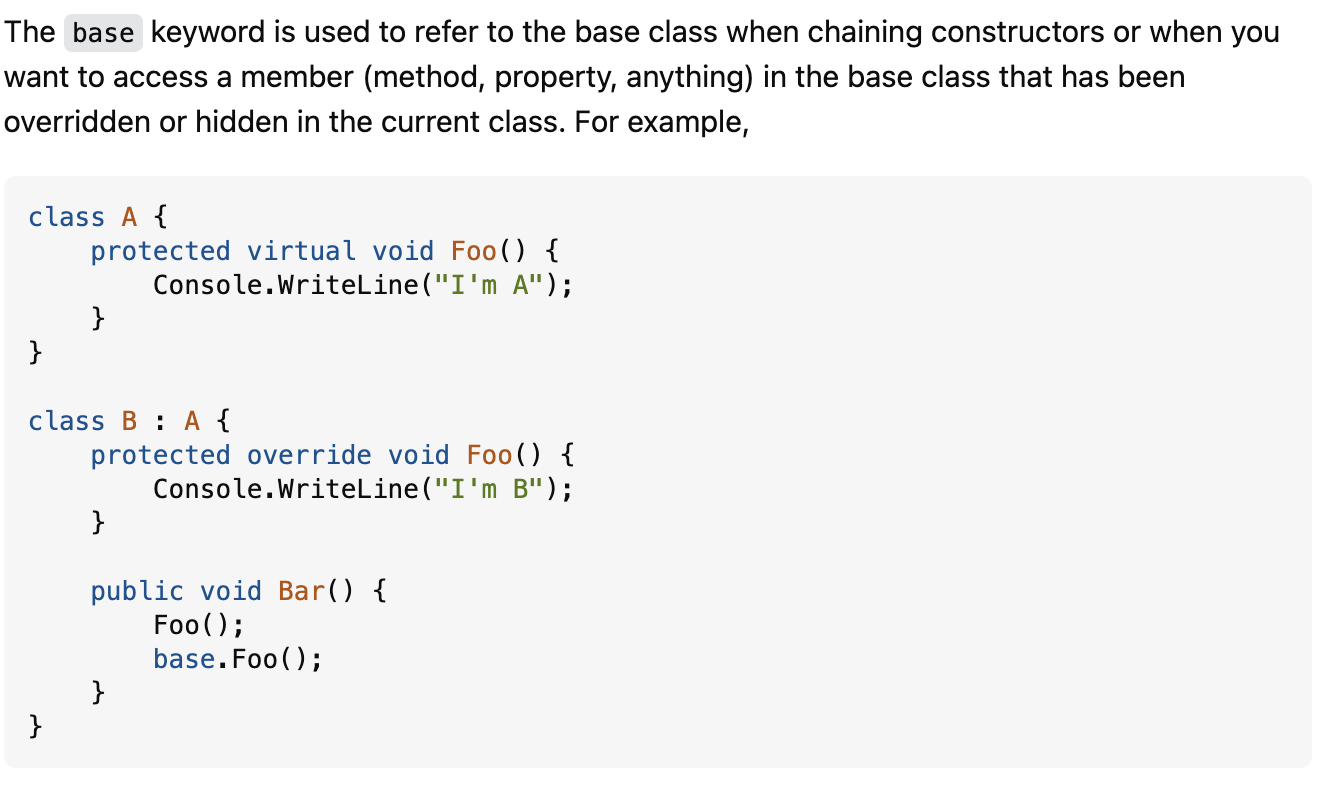 The base keyword is used to refer to the base class when chaining constructors or when you
want to access a member (method, property, anything) in the base class that has been
overridden or hidden in the current class. For example,
class A {
    protected virtual void Foo() {
        Console.WriteLine("I'm A");
    }
}

class B : A {
    protected override void Foo() {
        Console.WriteLine("I'm B");
    }

    public void Bar() {
        Foo();
        base.Foo();
    }
}